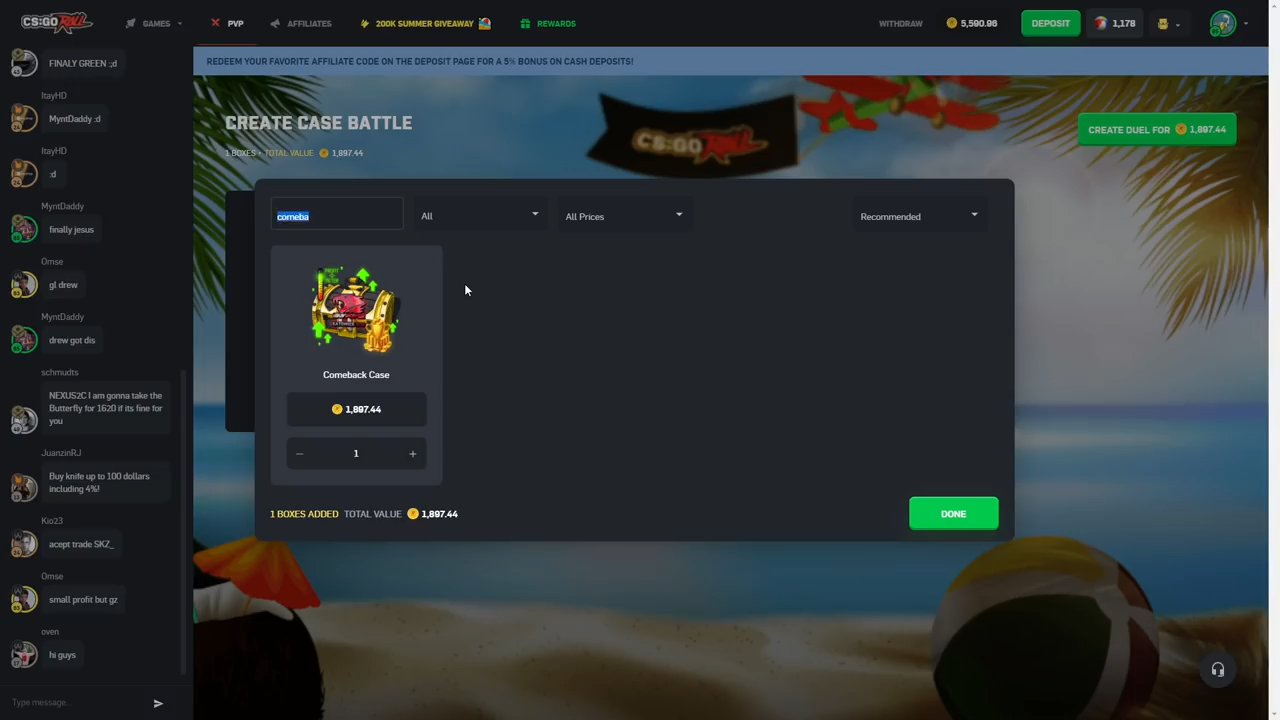 CS:GO ROLL
GAMES
PVP
AFFILIATES
200K SUMMER GIVEAWAY
REWARDS
WITHDRAW
5,590.96
DEPOSIT
1,178
REDEEM YOUR FAVORITE AFFILIATE CODE ON THE DEPOSIT PAGE FOR A 5% BONUS ON CASH DEPOSITS!
FINALY GREEN :;d
ItayHD
MyntDaddy :d
ItayHD
:d
MyntDaddy
finally jesus
Omse
gl drew
MyntDaddy
drew got dis
schmudts
NEXUS2C I am gonna take the
Butterfly for 1620 if its fine for
you
JuanzinRJ
Buy knife up to 100 dollars
including 4%!
Kio23
acept trade SKZ_
Omse
small profit but gz
oven
hi guys
Type message...
CREATE CASE BATTLE
1 BOXES • TOTAL VALUE 1,897.44
CS:GO ROLL
CREATE DUEL FOR 1,897.44
comeba
All
All Prices
Recommended
Comeback Case
1,897.44
− 1 +
1 BOXES ADDED TOTAL VALUE 1,897.44
DONE